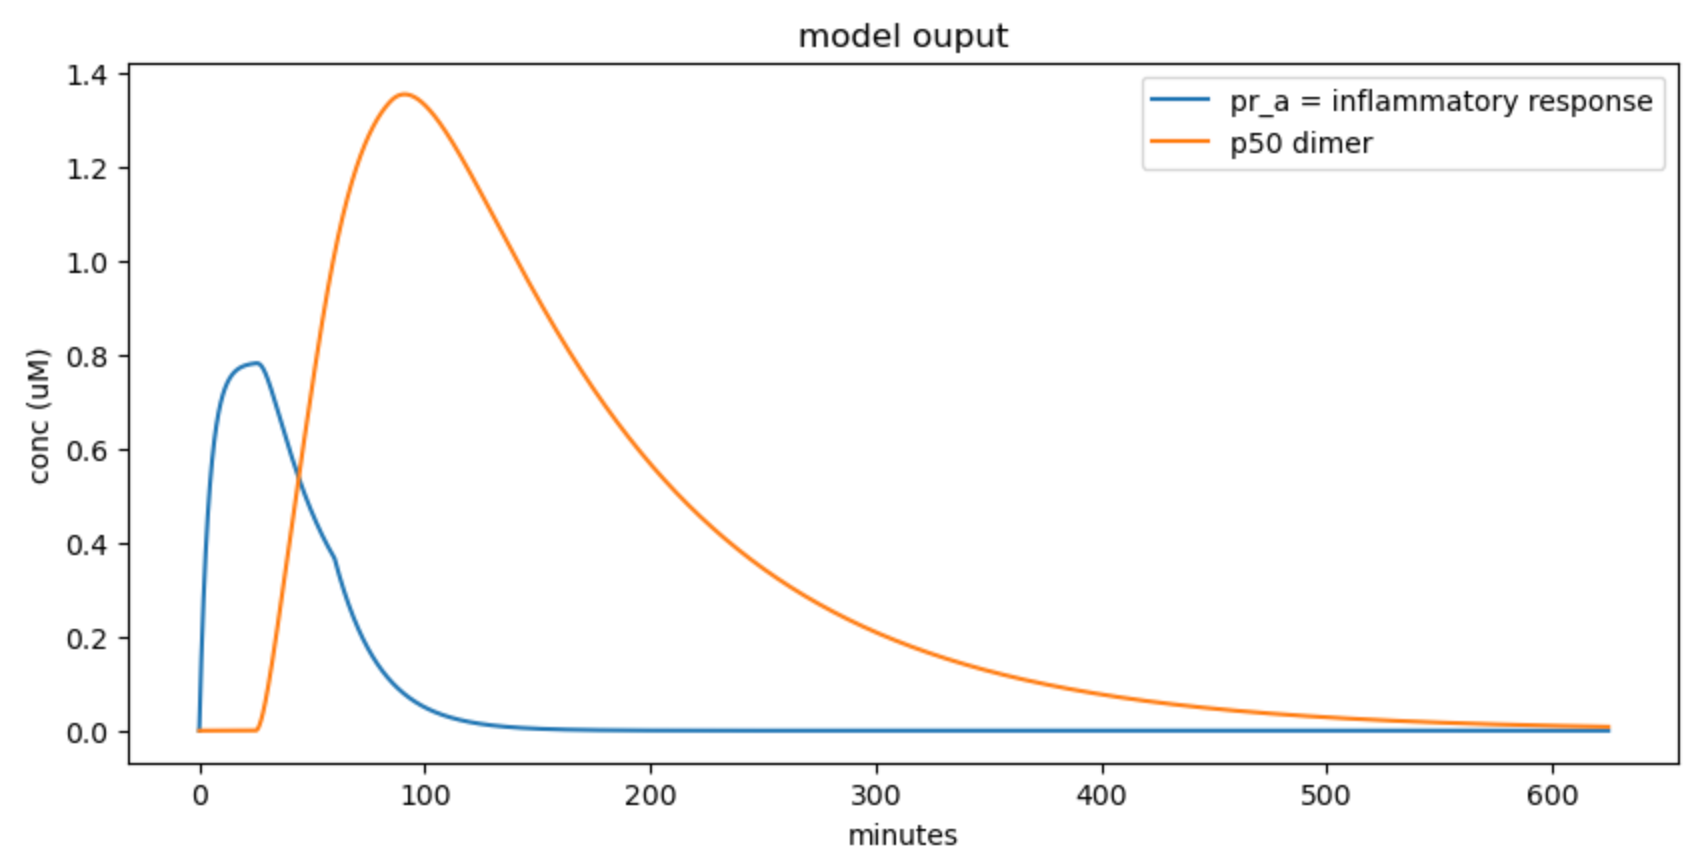 model ouput
pr_a = inflammatory response
p50 dimer
1.4
1.2
1.0
0.8
0.6
0.4
0.2
0.0
conc (uM)
0 100 200 300 400 500 600
minutes